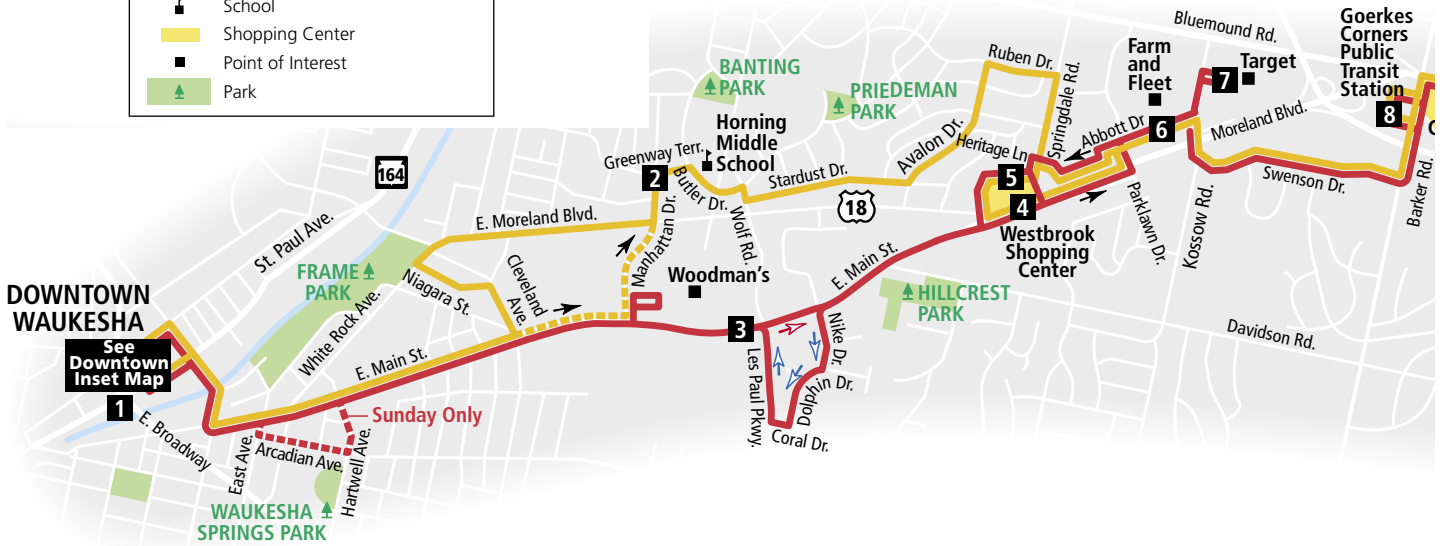 School
Shopping Center
Point of Interest
Park
Bluemound Rd.
Goerkes
Corners
Public
Transit
Station
8
Farm
and
Fleet
Target
7
6
Ruben Dr.
Springdale Rd.
Abbott Dr
Moreland Blvd.
BANTING
PARK
PRIEDEMAN
PARK
Horning
Middle
School
Greenway Terr.
Avalon Dr.
Heritage Ln
Stardust Dr.
Butler Dr.
Wolf Rd.
2
5
4
18
Swenson Dr.
Barker Rd.
Kossow Rd.
Parklawn Dr.
Westbrook
Shopping
Center
164
St. Paul Ave.
E. Moreland Blvd.
Manhattan Dr.
Cleveland
Ave.
Niagara St.
FRAME
PARK
White Rock Ave.
Woodman's
E. Main St.
HILLCREST
PARK
Davidson Rd.
3
Nike Dr.
Les Paul Pkwy.
Dolphin Dr.
Coral Dr.
DOWNTOWN
WAUKESHA
See
Downtown
Inset Map
1
E. Main St.
E. Broadway
Sunday Only
East Ave.
Arcadian Ave.
Hartwell Ave.
WAUKESHA
SPRINGS PARK